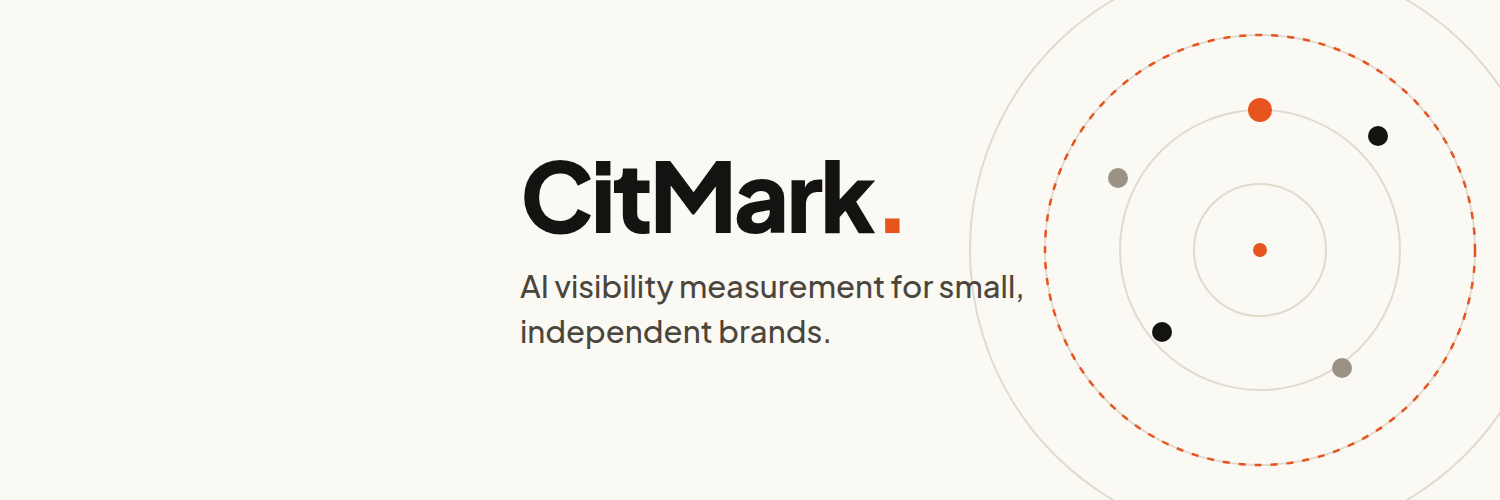 CitMark.
AI visibility measurement for small,
independent brands.